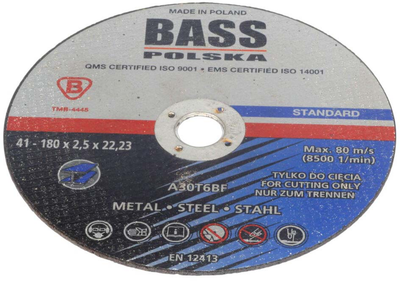 MADE IN POLAND
BASS
POLSKA
QMS CERTIFIED ISO 9001 • EMS CERTIFIED ISO 14001
B
TMR-4448
STANDARD
41 - 180 x 2,5 x 22,23
Max. 80 m/s
(8500 1/min)
A30T6BF
TYLKO DO CIĘCIA
FOR CUTTING ONLY
NUR ZUM TRENNEN
METAL • STEEL • STAHL
EN 12413